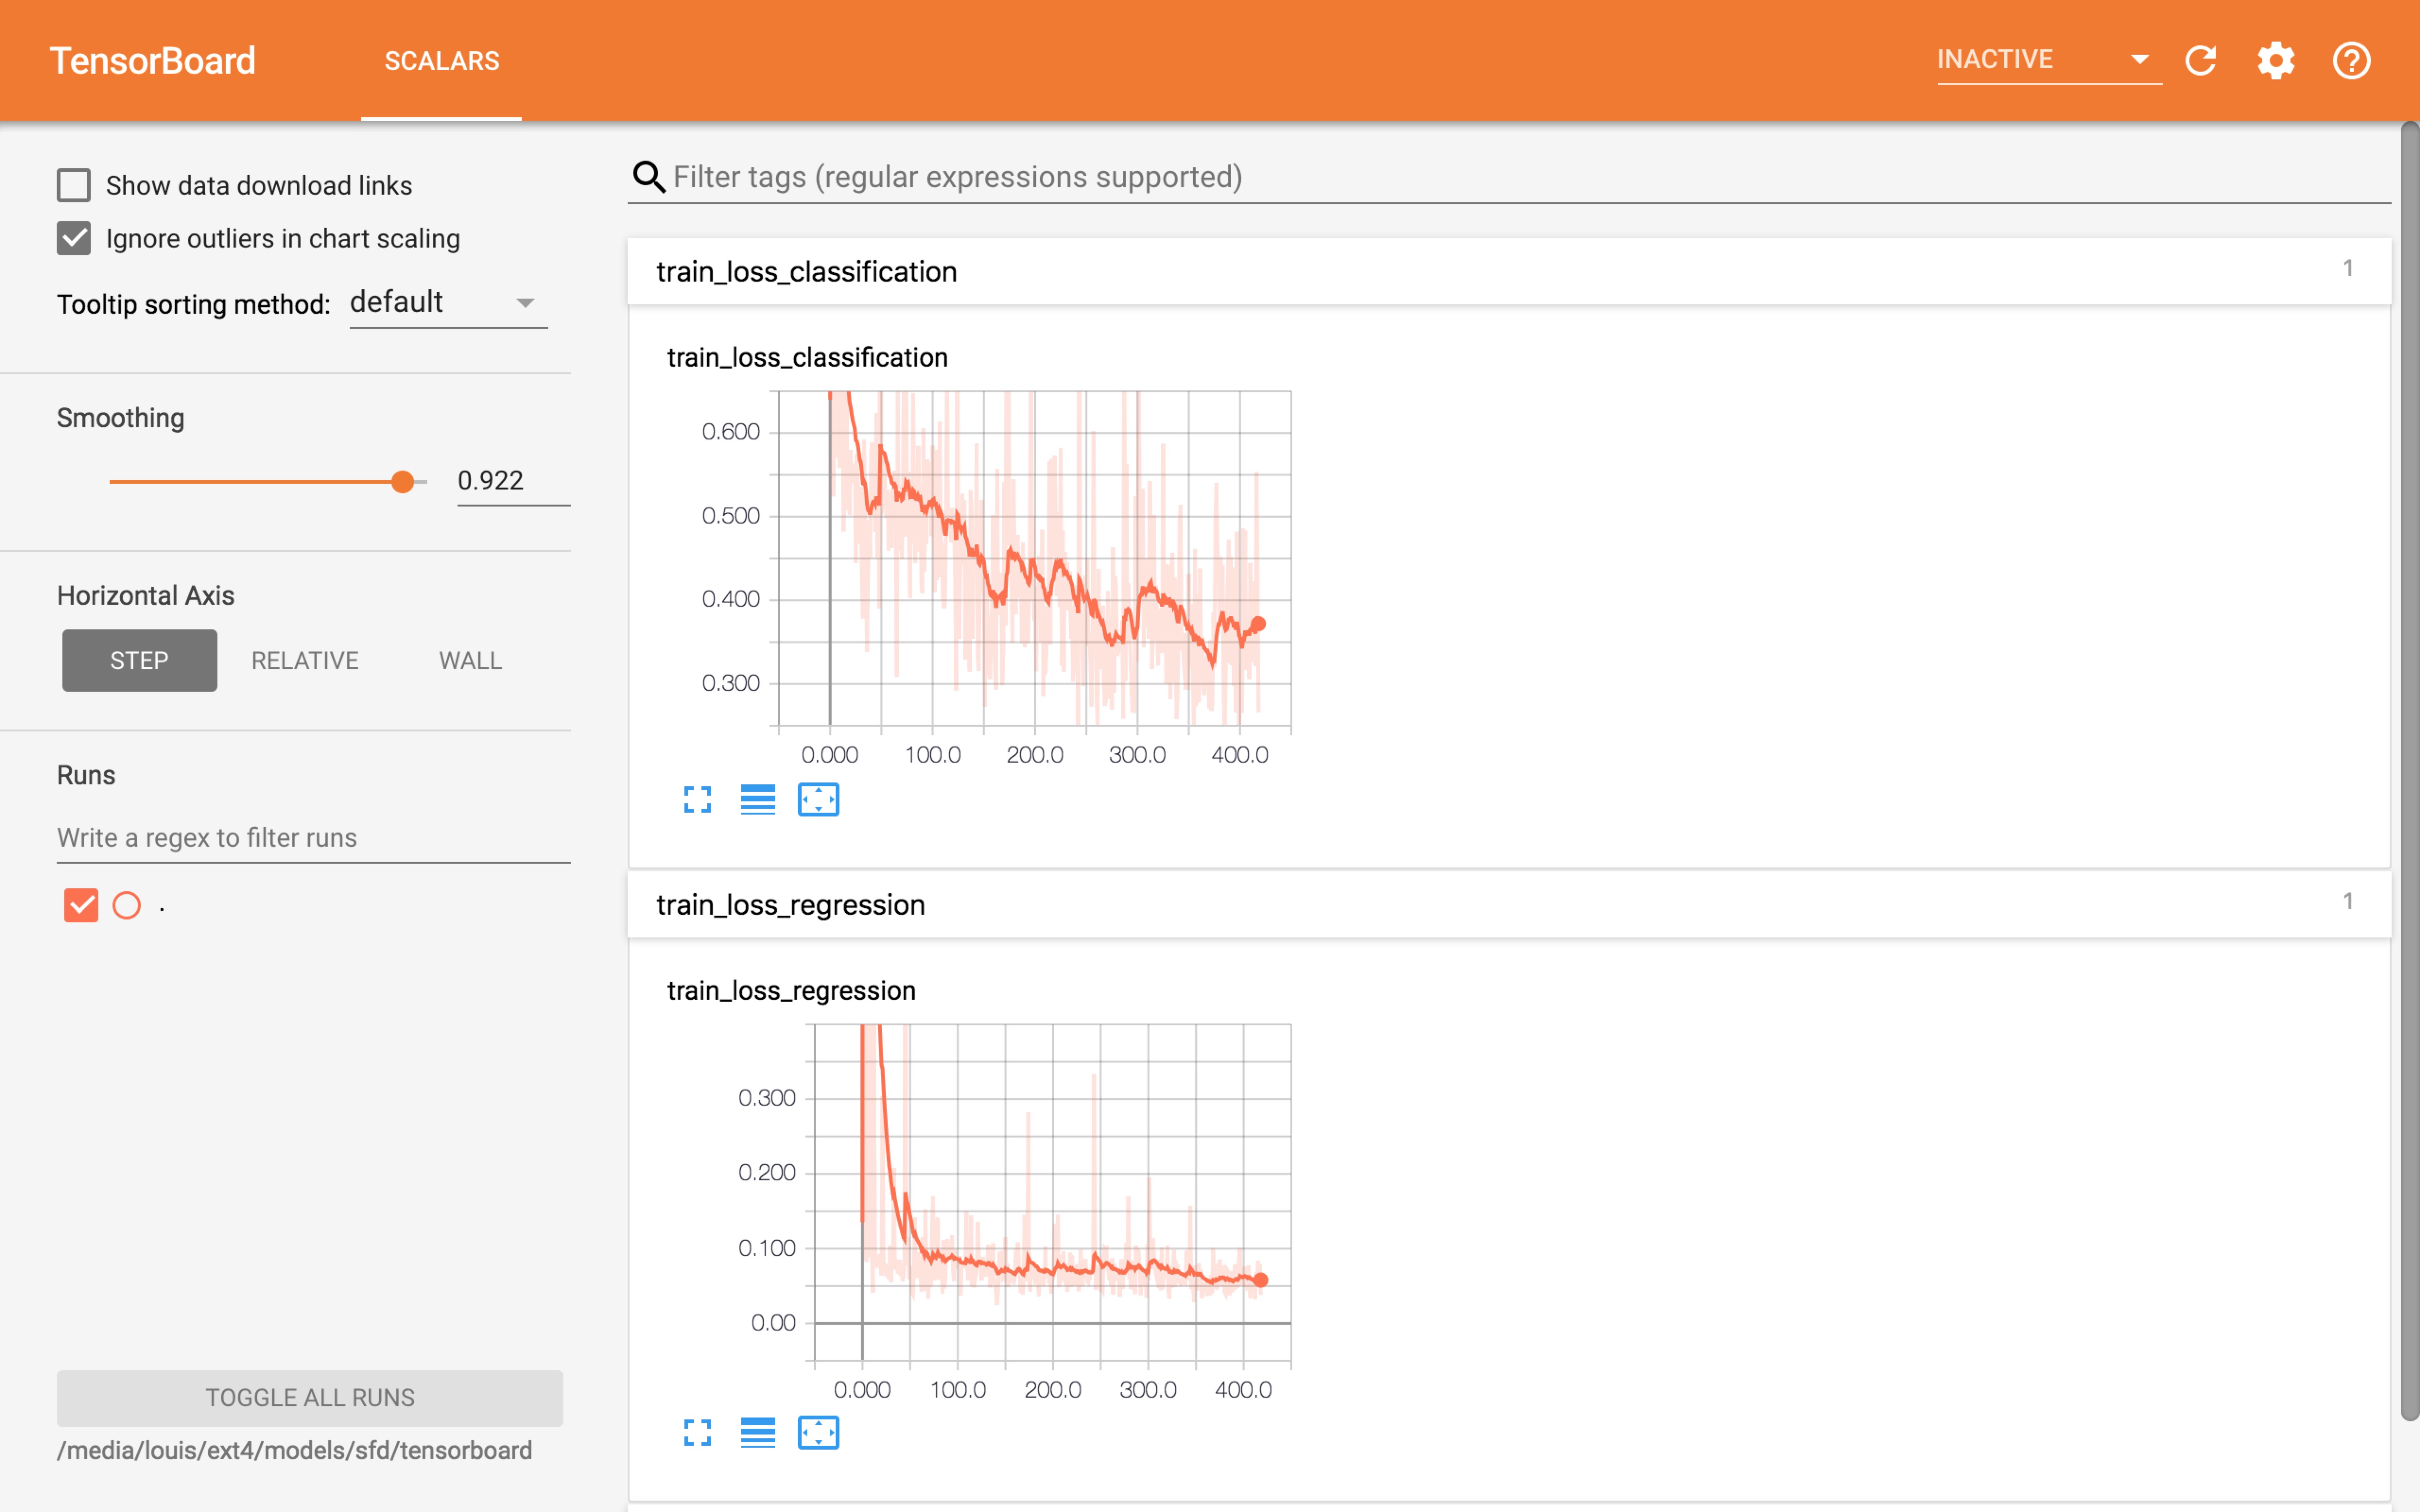 TensorBoard
SCALARS
INACTIVE
Show data download links
Ignore outliers in chart scaling
Tooltip sorting method: default
Smoothing
0.922
Horizontal Axis
STEP RELATIVE WALL
Runs
Write a regex to filter runs
.
TOGGLE ALL RUNS
/media/louis/ext4/models/sfd/tensorboard
Filter tags (regular expressions supported)
train_loss_classification 1
train_loss_classification
0.600
0.500
0.400
0.300
0.000 100.0 200.0 300.0 400.0
train_loss_regression 1
train_loss_regression
0.300
0.200
0.100
0.00
0.000 100.0 200.0 300.0 400.0